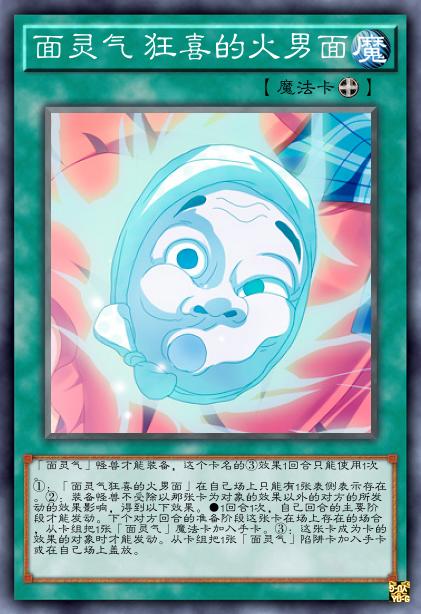 面灵气 狂喜的火男面 魔
【 魔法卡 】
「面灵气」怪兽才能装备。这个卡名的③效果1回合只能使用1次
。
①：「面灵气狂喜的火男面」在自己场上只能有1张表侧表示存在
。②：装备怪兽不受除以那张卡为对象的效果以外的对方的所发
动的效果影响，得到以下效果。●1回合1次，自己回合的主要阶
段才能发动。下个对方回合的准备阶段这张卡在场上存在的场合
，从卡组把1张「面灵气」魔法卡加入手卡。③：这张卡成为卡的
效果的对象时才能发动。从卡组把1张「面灵气」陷阱卡加入手卡
或在自己场上盖放。